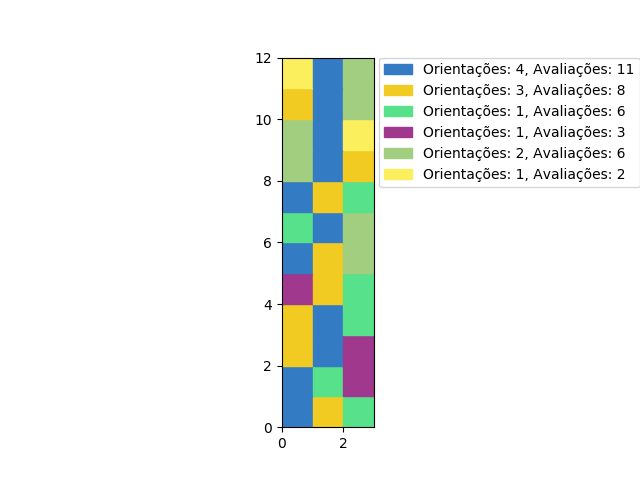 12
10
8
6
4
2
0
0 2
Orientações: 4, Avaliações: 11
Orientações: 3, Avaliações: 8
Orientações: 1, Avaliações: 6
Orientações: 1, Avaliações: 3
Orientações: 2, Avaliações: 6
Orientações: 1, Avaliações: 2